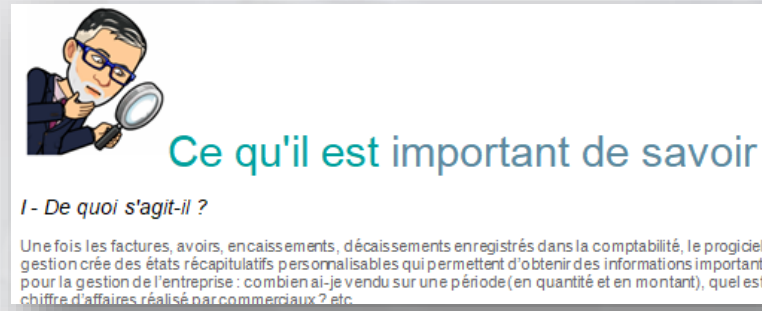 Ce qu'il est important de savoir
I - De quoi s'agit-il ?
Une fois les factures, avoirs, encaissements, décaissements enregistrés dans la comptabilité, le progiciel
gestion crée des états récapitulatifs personnalisables qui permettent d'obtenir des informations important
pour la gestion de l'entreprise : combien ai-je vendu sur une période (en quantité et en montant), quel est
chiffre d'affaires réalisé par commerciaux ? etc